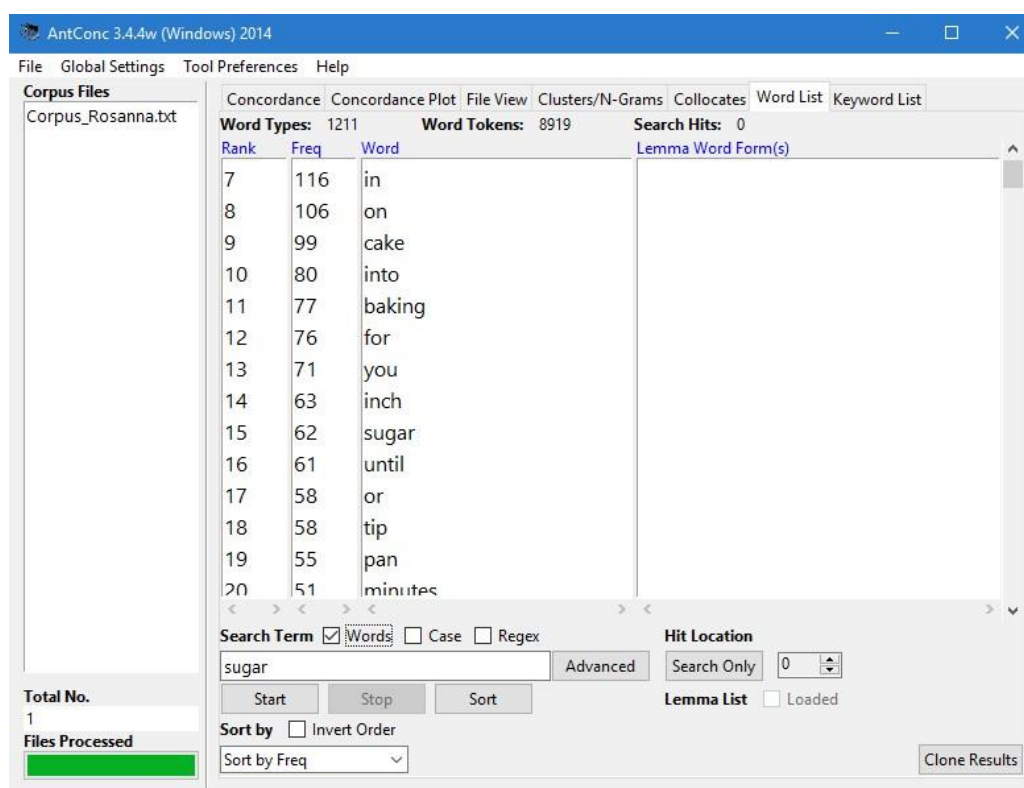 AntConc 3.4.4w (Windows) 2014
File Global Settings Tool Preferences Help
Corpus Files
Corpus_Rosanna.txt
Concordance Concordance Plot File View Clusters/N-Grams Collocates Word List Keyword List
Word Types: 1211 Word Tokens: 8919 Search Hits: 0
Rank Freq Word Lemma Word Form(s)
7 116 in
8 106 on
9 99 cake
10 80 into
11 77 baking
12 76 for
13 71 you
14 63 inch
15 62 sugar
16 61 until
17 58 or
18 58 tip
19 55 pan
20 51 minutes
Search Term Words Case Regex Hit Location
sugar Advanced Search Only 0
Start Stop Sort Lemma List Loaded
Total No.
1
Files Processed
Sort by Invert Order
Sort by Freq Clone Results